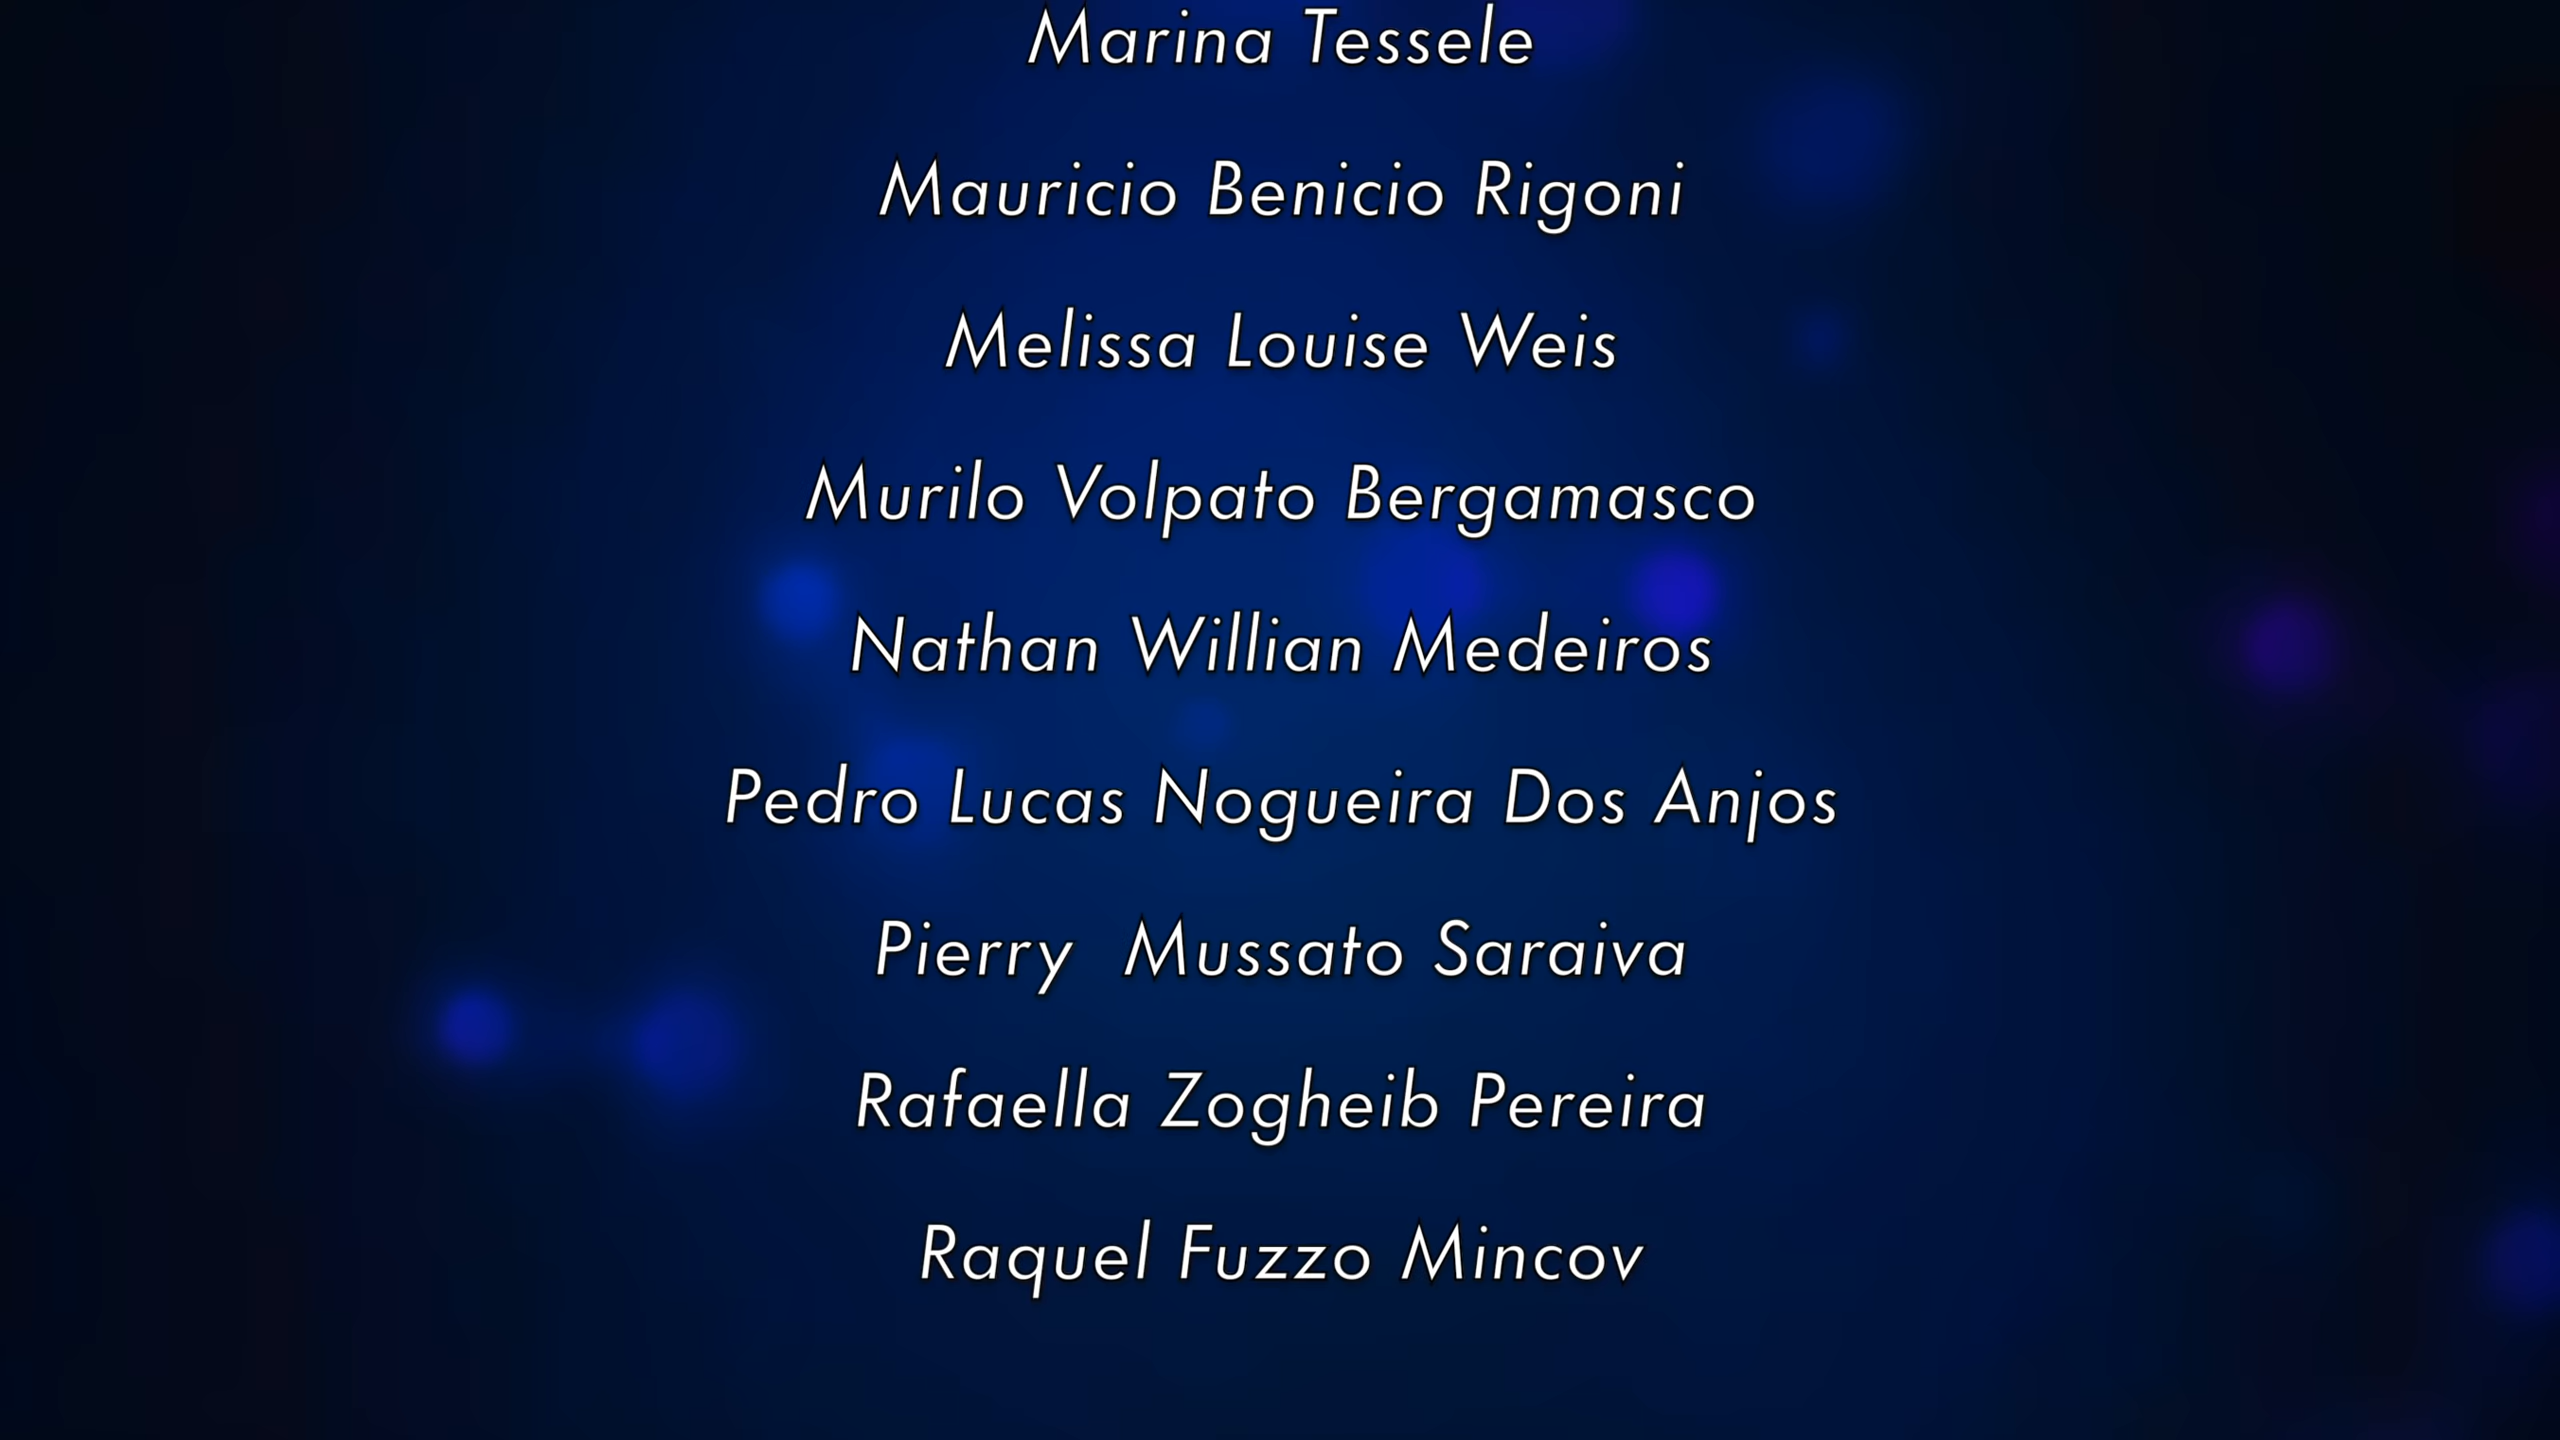 Marina Tessele
Mauricio Benicio Rigoni
Melissa Louise Weis
Murilo Volpato Bergamasco
Nathan Willian Medeiros
Pedro Lucas Nogueira Dos Anjos
Pierry  Mussato Saraiva
Rafaella Zogheib Pereira
Raquel Fuzzo Mincov